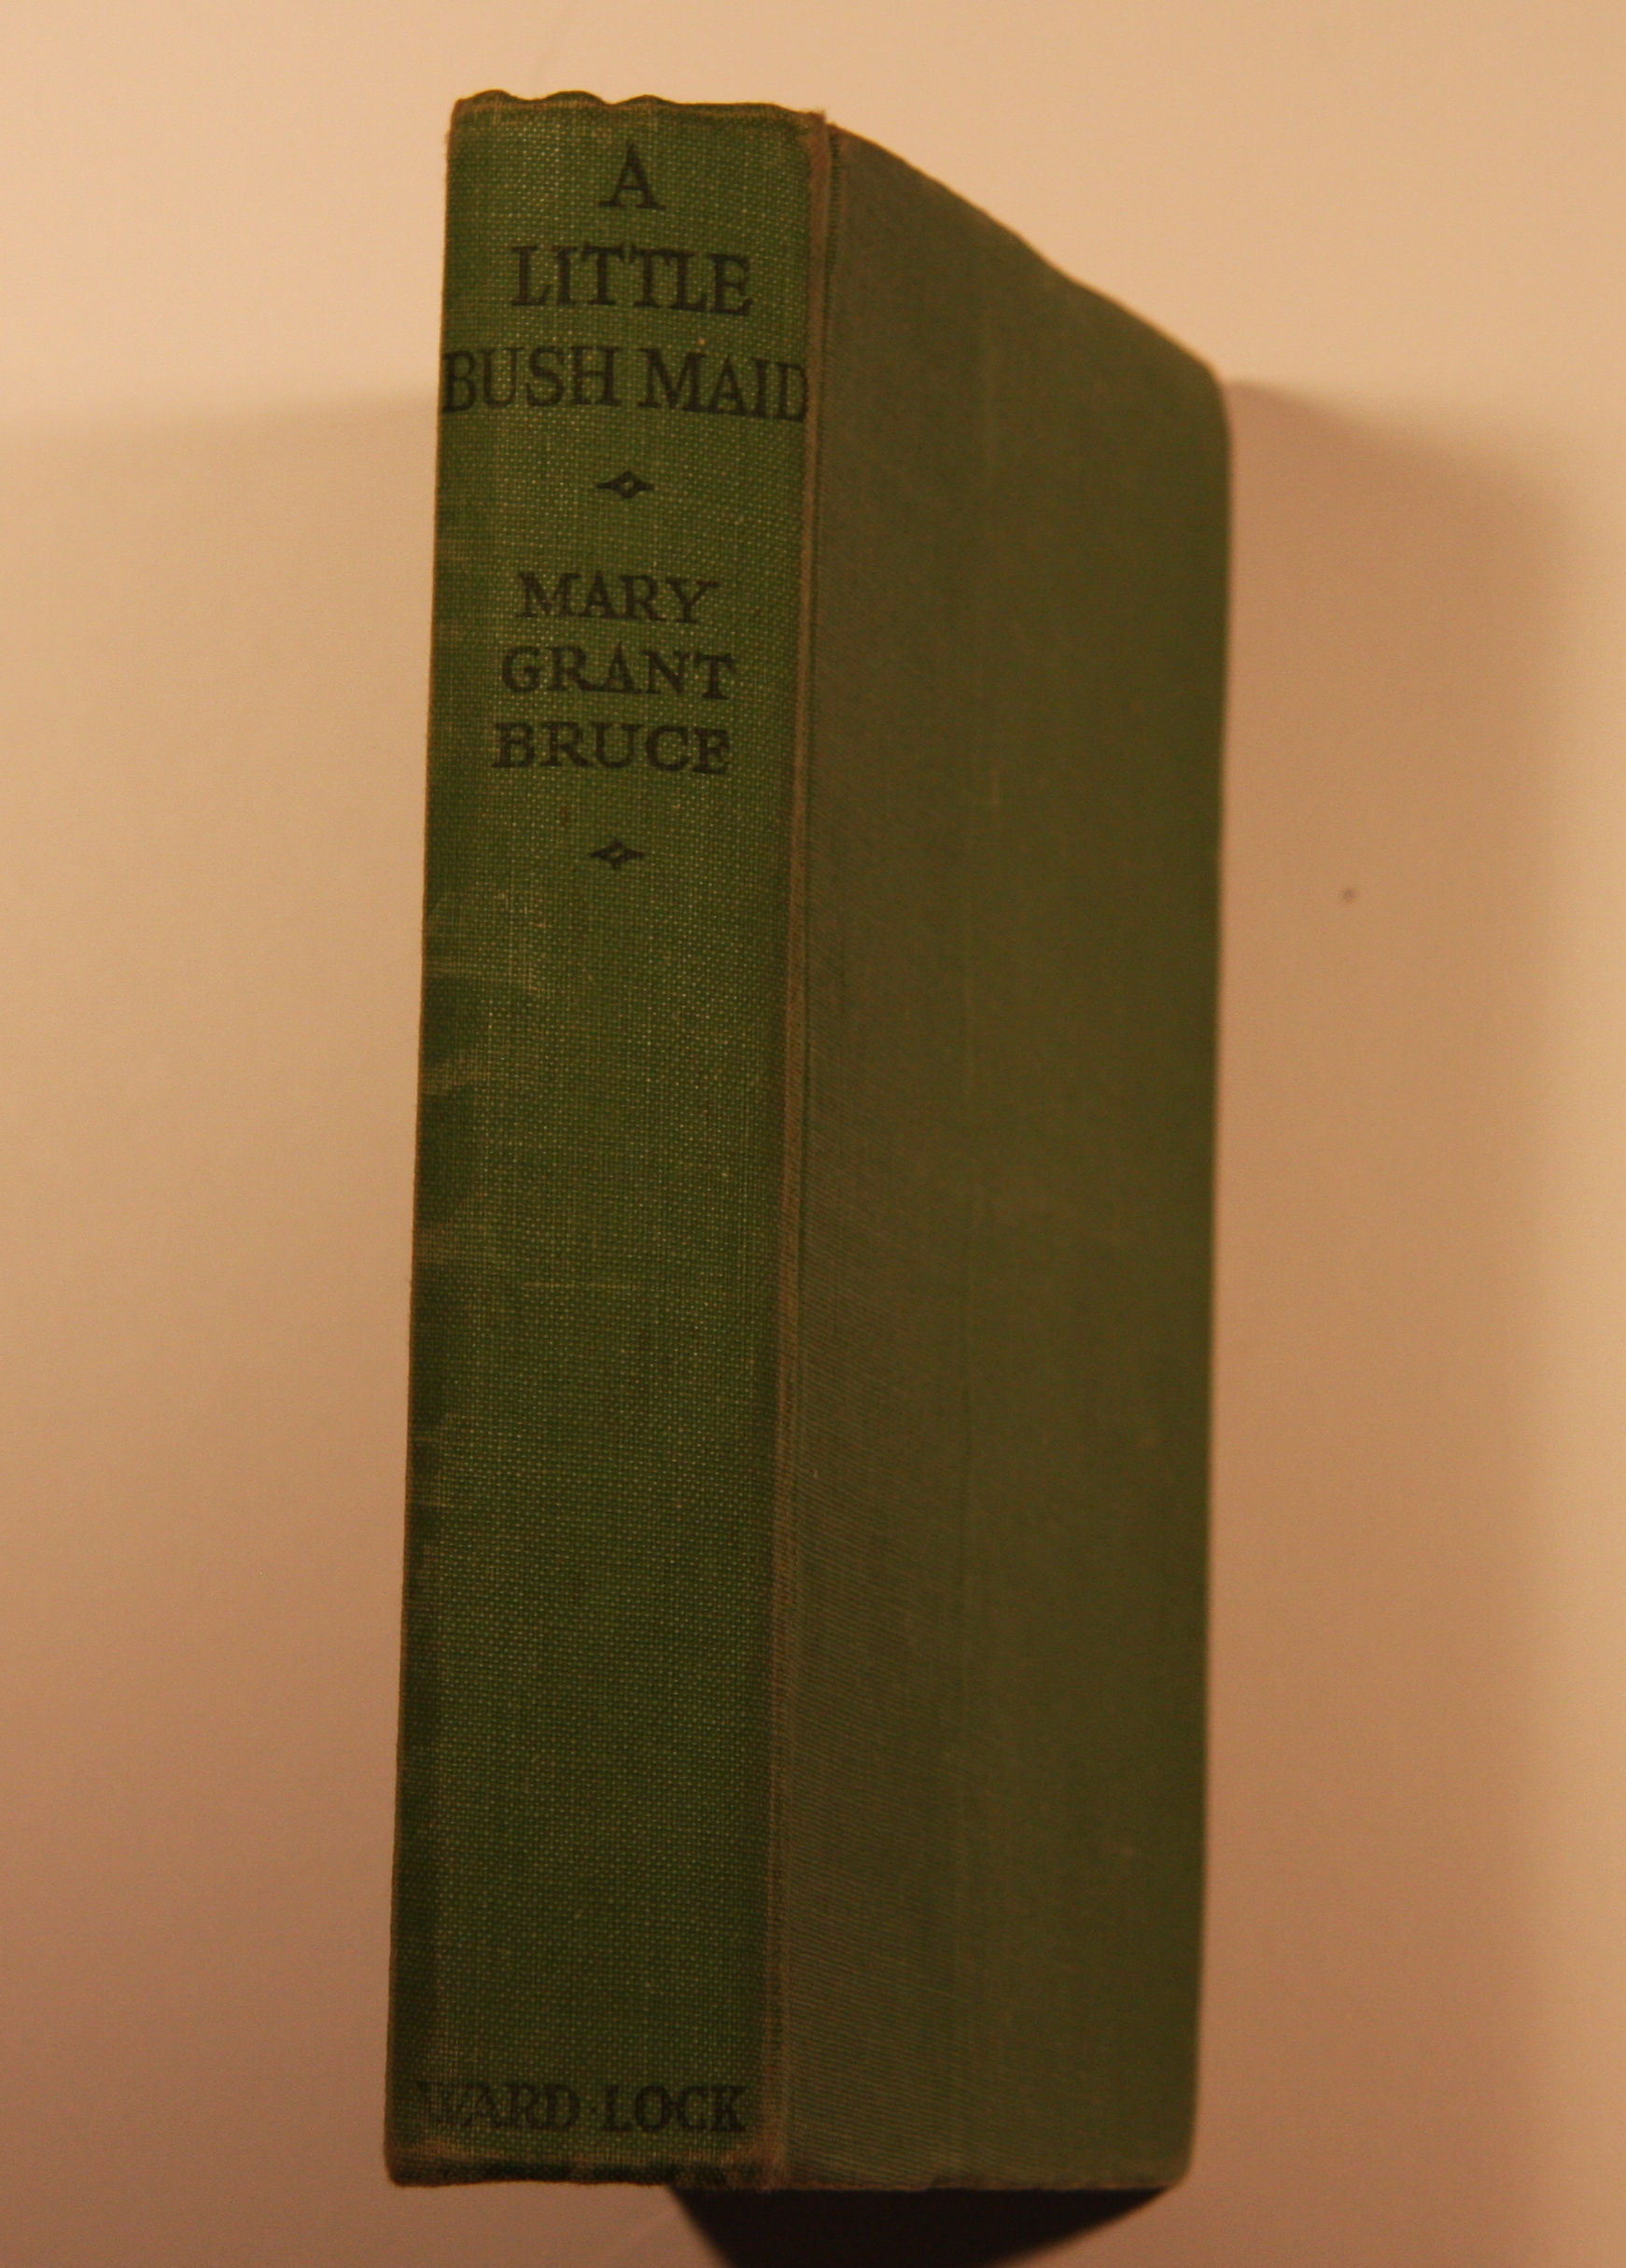 A
LITTLE
BUSH MAID
MARY
GRANT
BRUCE
WARD·LOCK